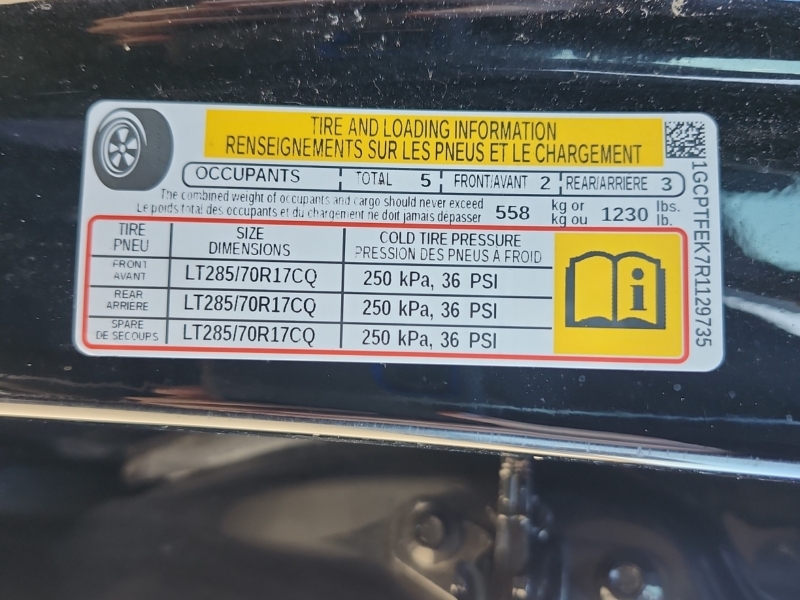 TIRE AND LOADING INFORMATION
RENSEIGNEMENTS SUR LES PNEUS ET LE CHARGEMENT
OCCUPANTS TOTAL 5 FRONT/AVANT 2 REAR/ARRIÈRE 3
The combined weight of occupants and cargo should never exceed
Le poids total des occupants et du chargement ne doit jamais dépasser
558 kg or 1230 lbs.
kg ou lb.
TIRE SIZE COLD TIRE PRESSURE
PNEU DIMENSIONS PRESSION DES PNEUS A FROID
FRONT
AVANT LT285/70R17CQ 250 kPa, 36 PSI
REAR
ARRIÈRE LT285/70R17CQ 250 kPa, 36 PSI
SPARE
DE SECOURS LT285/70R17CQ 250 kPa, 36 PSI
i
1GCPTFEK7R1129735